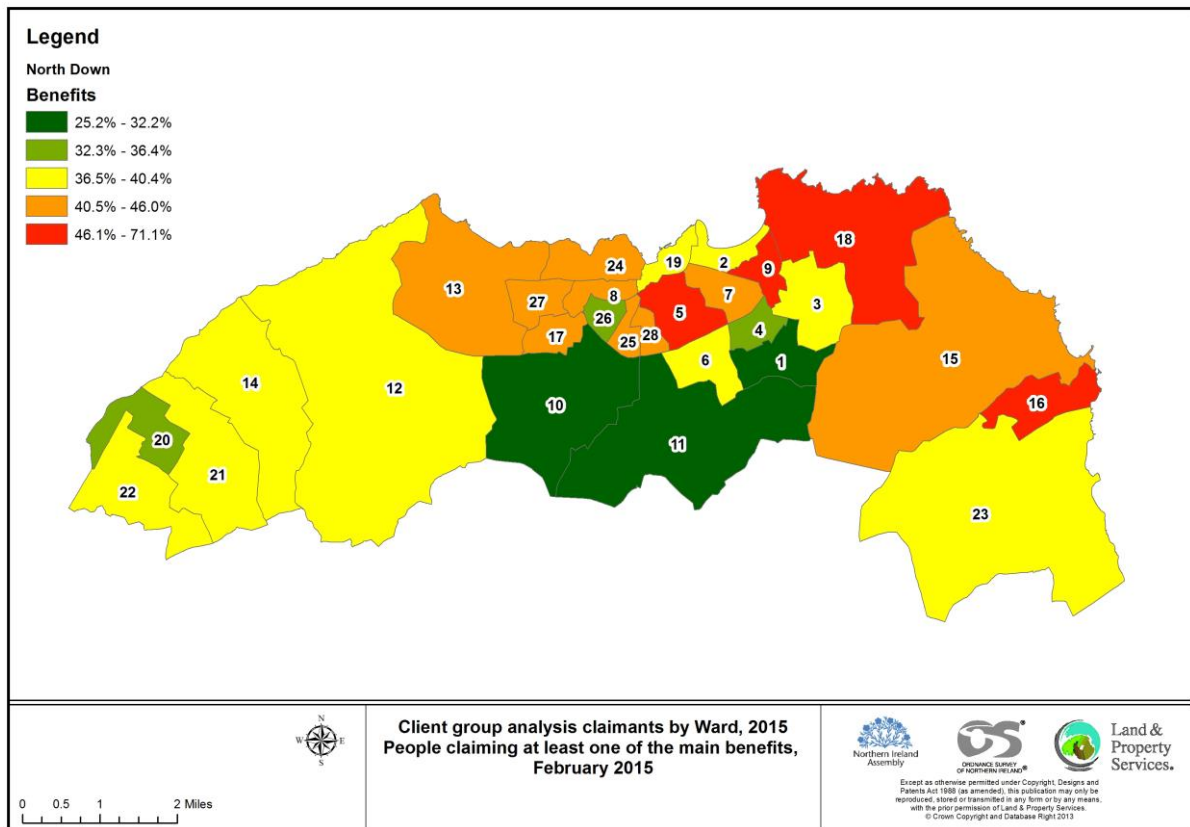 Legend
North Down
Benefits
25.2% - 32.2%
32.3% - 36.4%
36.5% - 40.4%
40.5% - 46.0%
46.1% - 71.1%
18
24
19
2
9
13
27
8
7
3
5
26
4
17
25
28
15
6
1
14
12
10
16
20
11
21
22
23
N
W
E
S
0 0.5 1 2 Miles
Client group analysis claimants by Ward, 2015
People claiming at least one of the main benefits,
February 2015
Northern Ireland
Assembly
OS®
ORDNANCE SURVEY
OF NORTHERN IRELAND®
Land &
Property
Services.
Except as otherwise permitted under Copyright, Designs and
Patents Act 1988 (as amended), this publication may only be
reproduced, stored or transmitted in any form or by any means,
with the prior permission of Land & Property Services.
© Crown Copyright and Database Right 2013